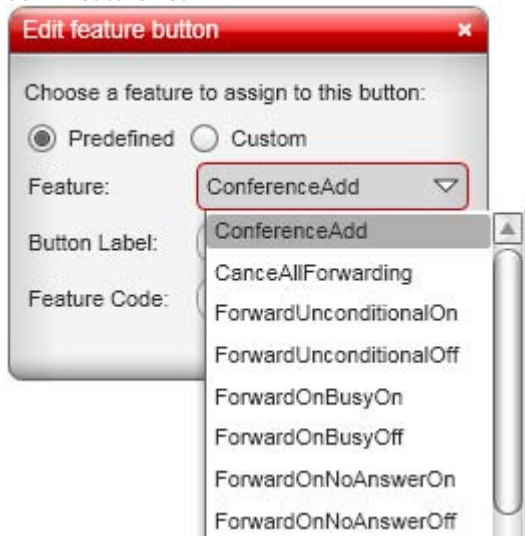 Edit feature button
Choose a feature to assign to this button:
Predefined Custom
Feature: ConferenceAdd
Button Label:
Feature Code:
ConferenceAdd
CanceAllForwarding
ForwardUnconditionalOn
ForwardUnconditionalOff
ForwardOnBusyOn
ForwardOnBusyOff
ForwardOnNoAnswerOn
ForwardOnNoAnswerOff